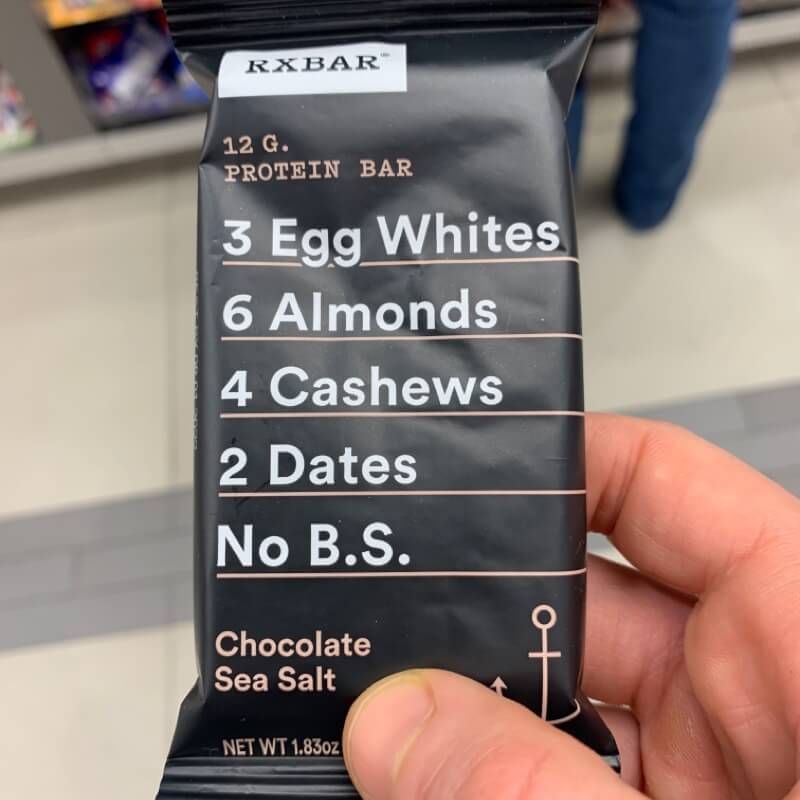 RXBAR®
12 G.
PROTEIN BAR
3 Egg Whites
6 Almonds
4 Cashews
2 Dates
No B.S.
Chocolate
Sea Salt
NET WT 1.83oz